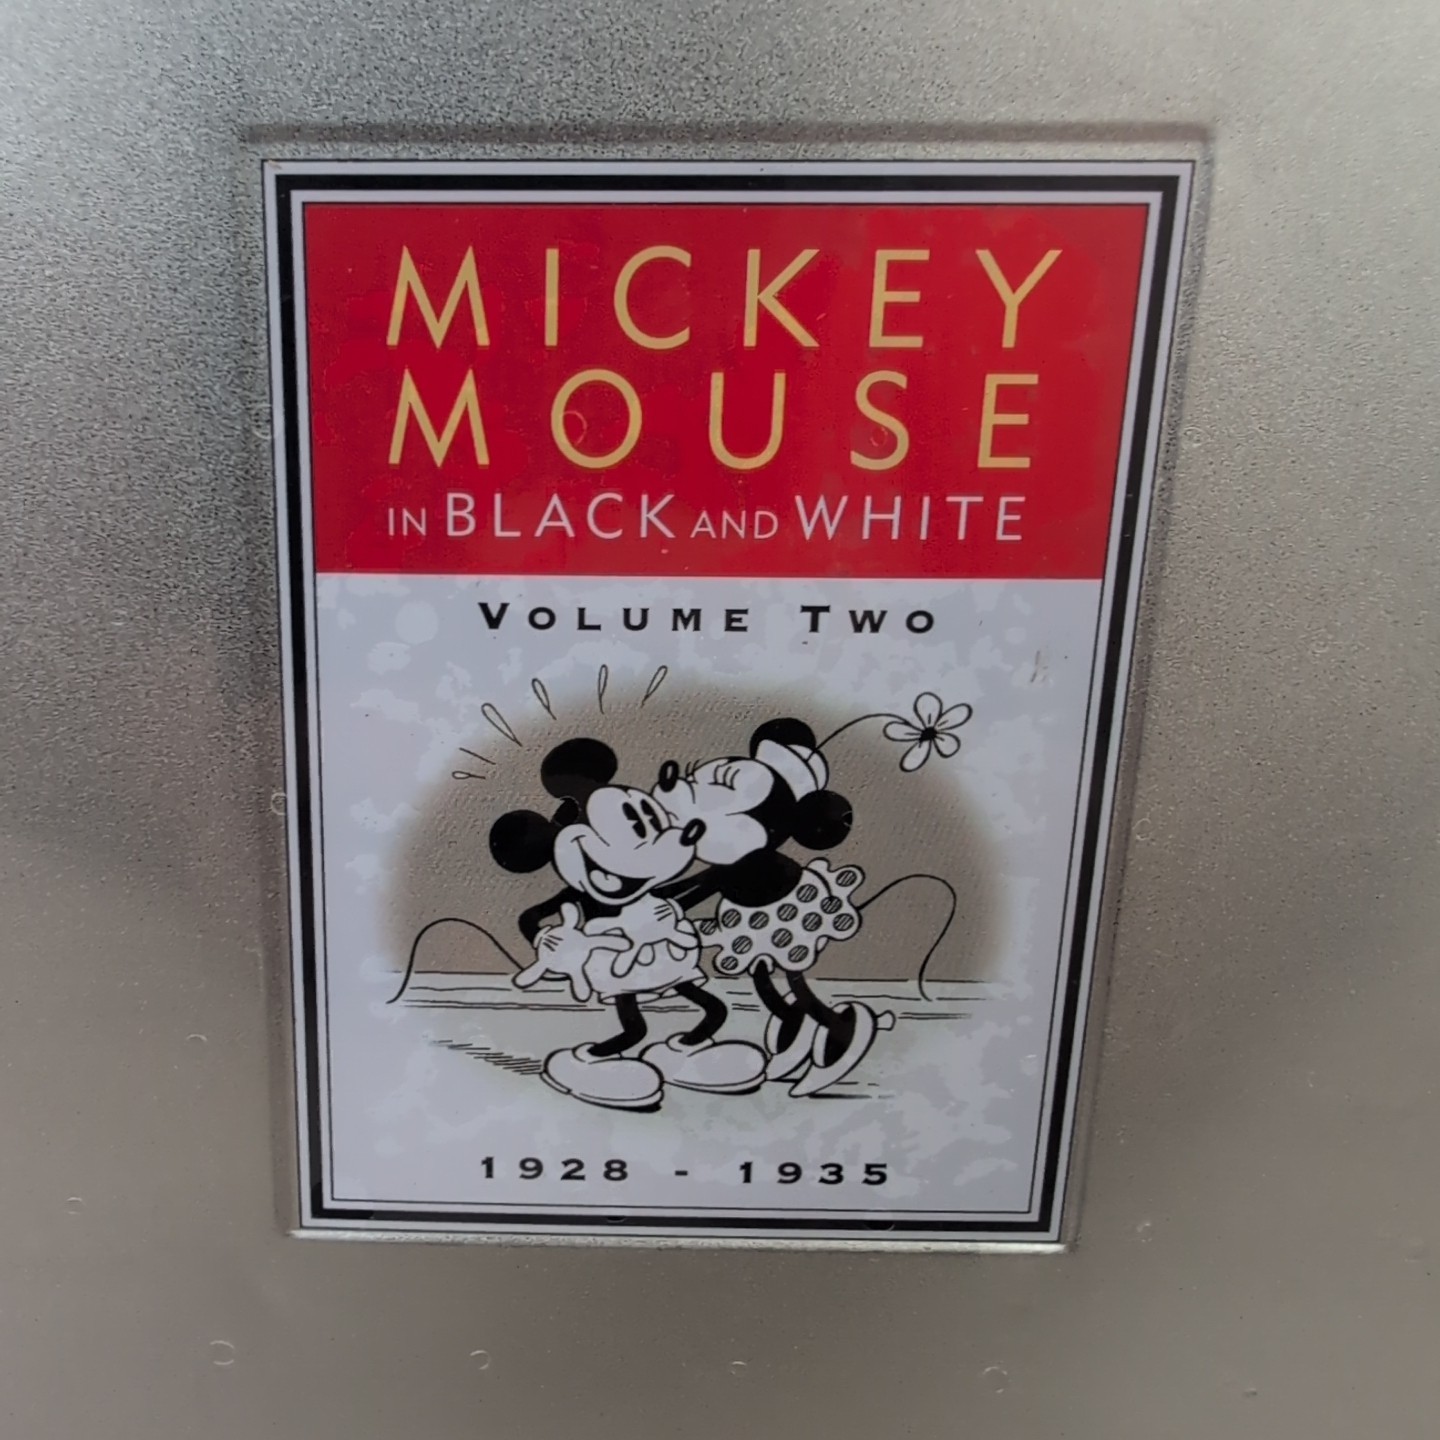 MICKEY
MOUSE
IN BLACK AND WHITE
VOLUME TWO
1928 - 1935